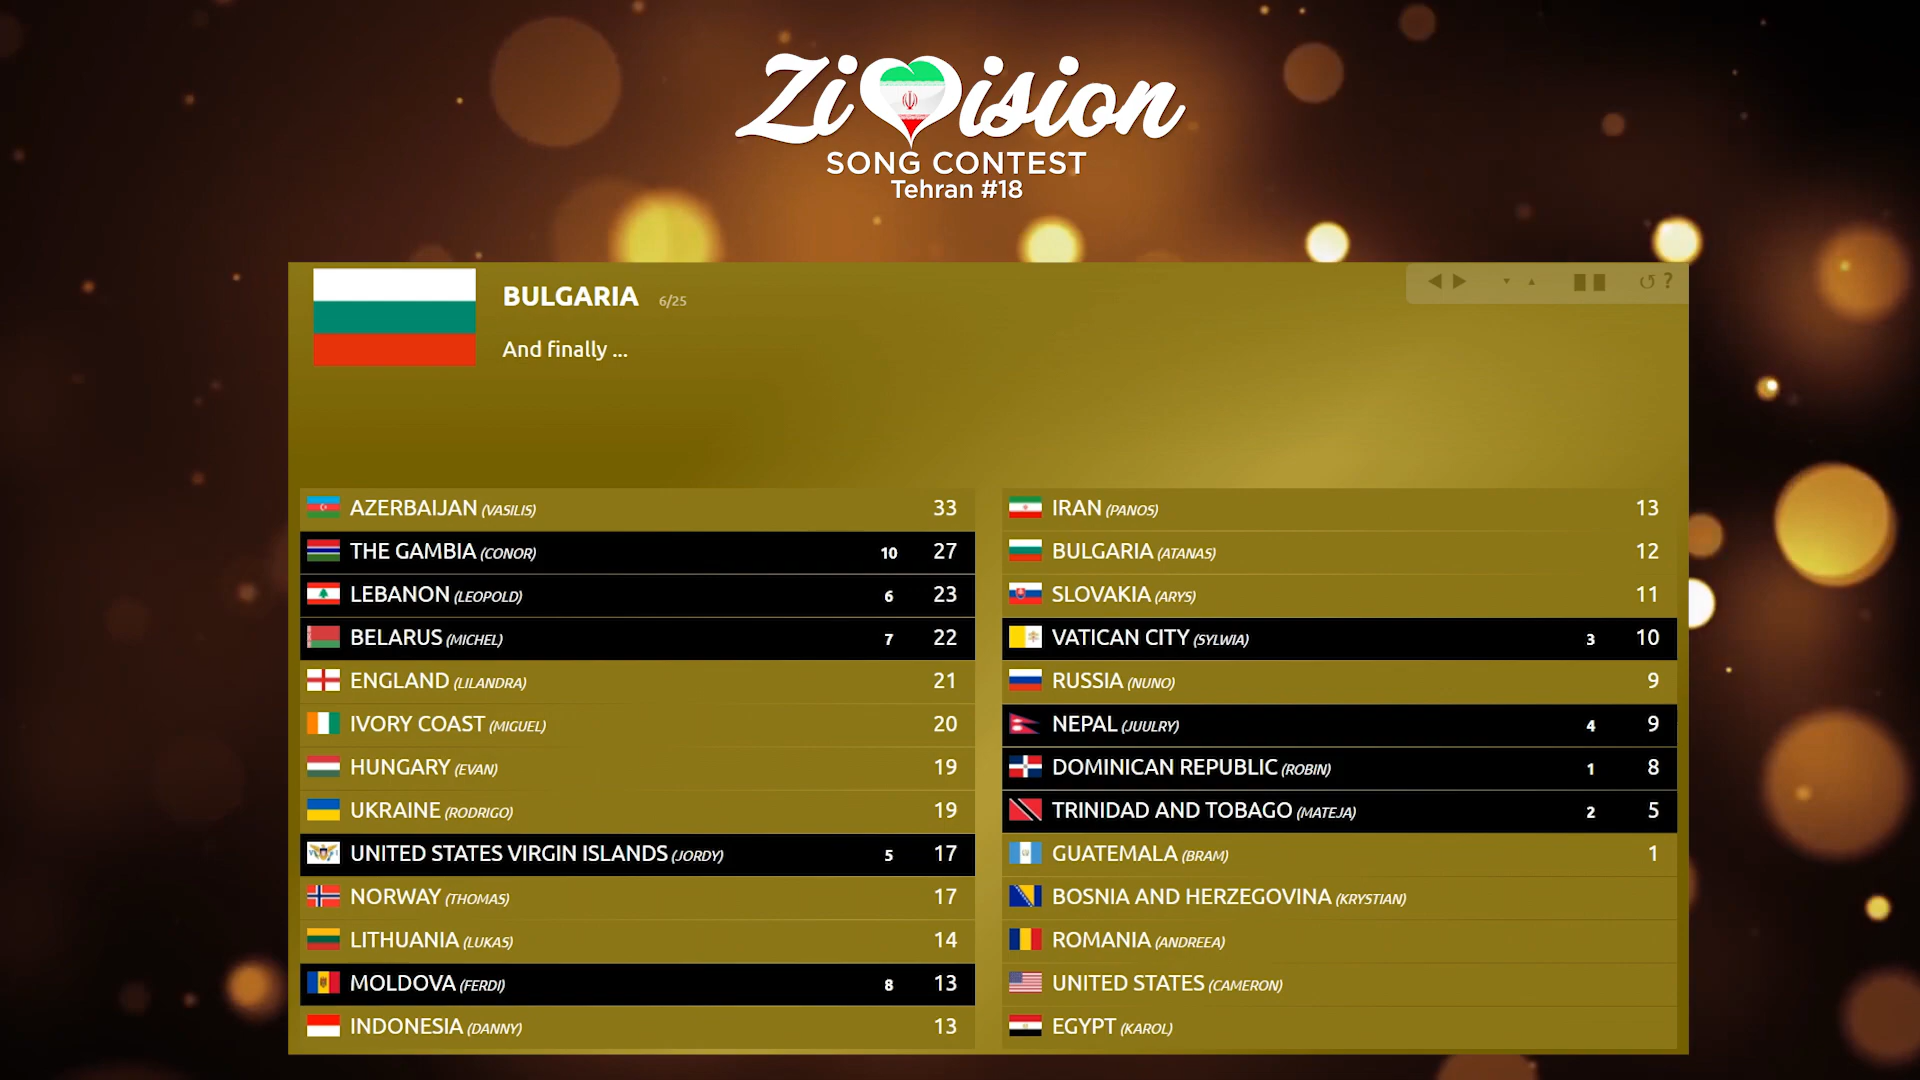 Zivision
SONG CONTEST
Tehran #18
BULGARIA 6/25
And finally ...
AZERBAIJAN (VASILIS) 33
THE GAMBIA (CONOR) 10 27
LEBANON (LEOPOLD) 6 23
BELARUS (MICHEL) 7 22
ENGLAND (LILANDRA) 21
IVORY COAST (MIGUEL) 20
HUNGARY (EVAN) 19
UKRAINE (RODRIGO) 19
UNITED STATES VIRGIN ISLANDS (JORDY) 5 17
NORWAY (THOMAS) 17
LITHUANIA (LUKAS) 14
MOLDOVA (FERDI) 8 13
INDONESIA (DANNY) 13
IRAN (PANOS) 13
BULGARIA (ATANAS) 12
SLOVAKIA (ARYS) 11
VATICAN CITY (SYLWIA) 3 10
RUSSIA (NUNO) 9
NEPAL (JUULRY) 4 9
DOMINICAN REPUBLIC (ROBIN) 1 8
TRINIDAD AND TOBAGO (MATEJA) 2 5
GUATEMALA (BRAM) 1
BOSNIA AND HERZEGOVINA (KRYSTIAN)
ROMANIA (ANDREEA)
UNITED STATES (CAMERON)
EGYPT (KAROL)